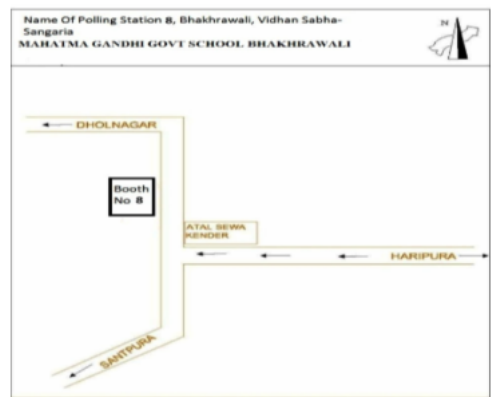 Name Of Polling Station 8, Bhakhrawali, Vidhan Sabha-
Sangaria
MAHATMA GANDHI GOVT SCHOOL BHAKHRAWALI
N
DHOLNAGAR
Booth
No 8
ATAL SEWA
KENDER
HARIPURA
SANTPURA